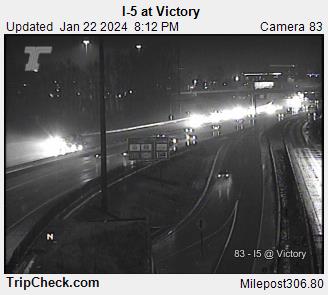 I-5 at Victory
Updated Jan 22 2024 8:12 PM Camera 83
N
83 - I5 @ Victory
TripCheck.com Milepost306.80